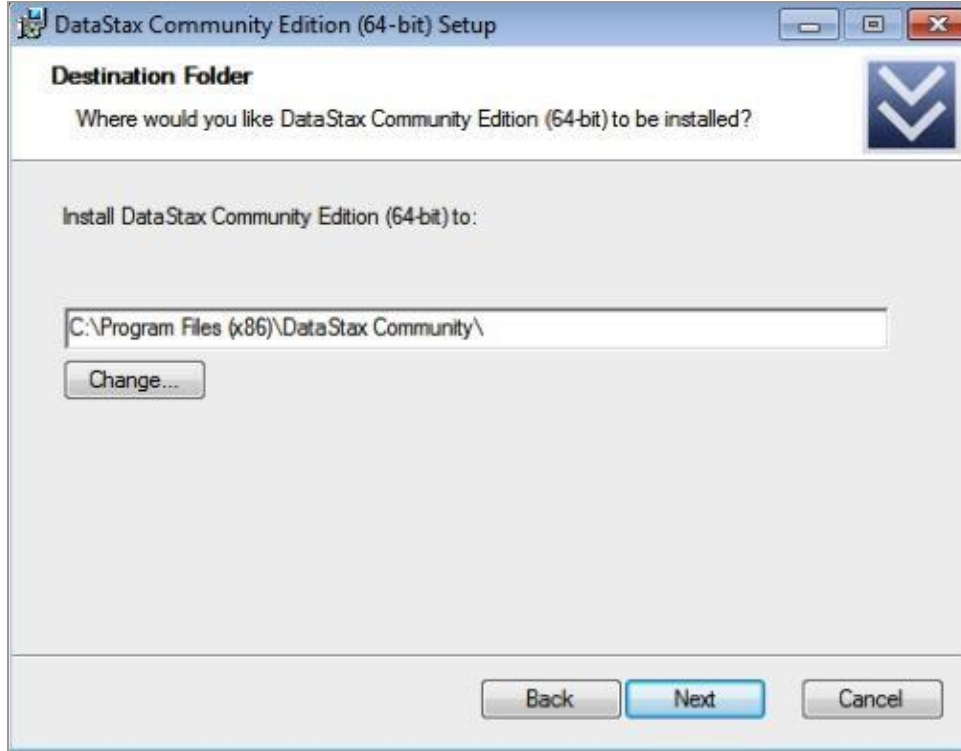 DataStax Community Edition (64-bit) Setup
Destination Folder
Where would you like DataStax Community Edition (64-bit) to be installed?
Install DataStax Community Edition (64-bit) to:
C:\Program Files (x86)\DataStax Community\
Change...
Back Next Cancel